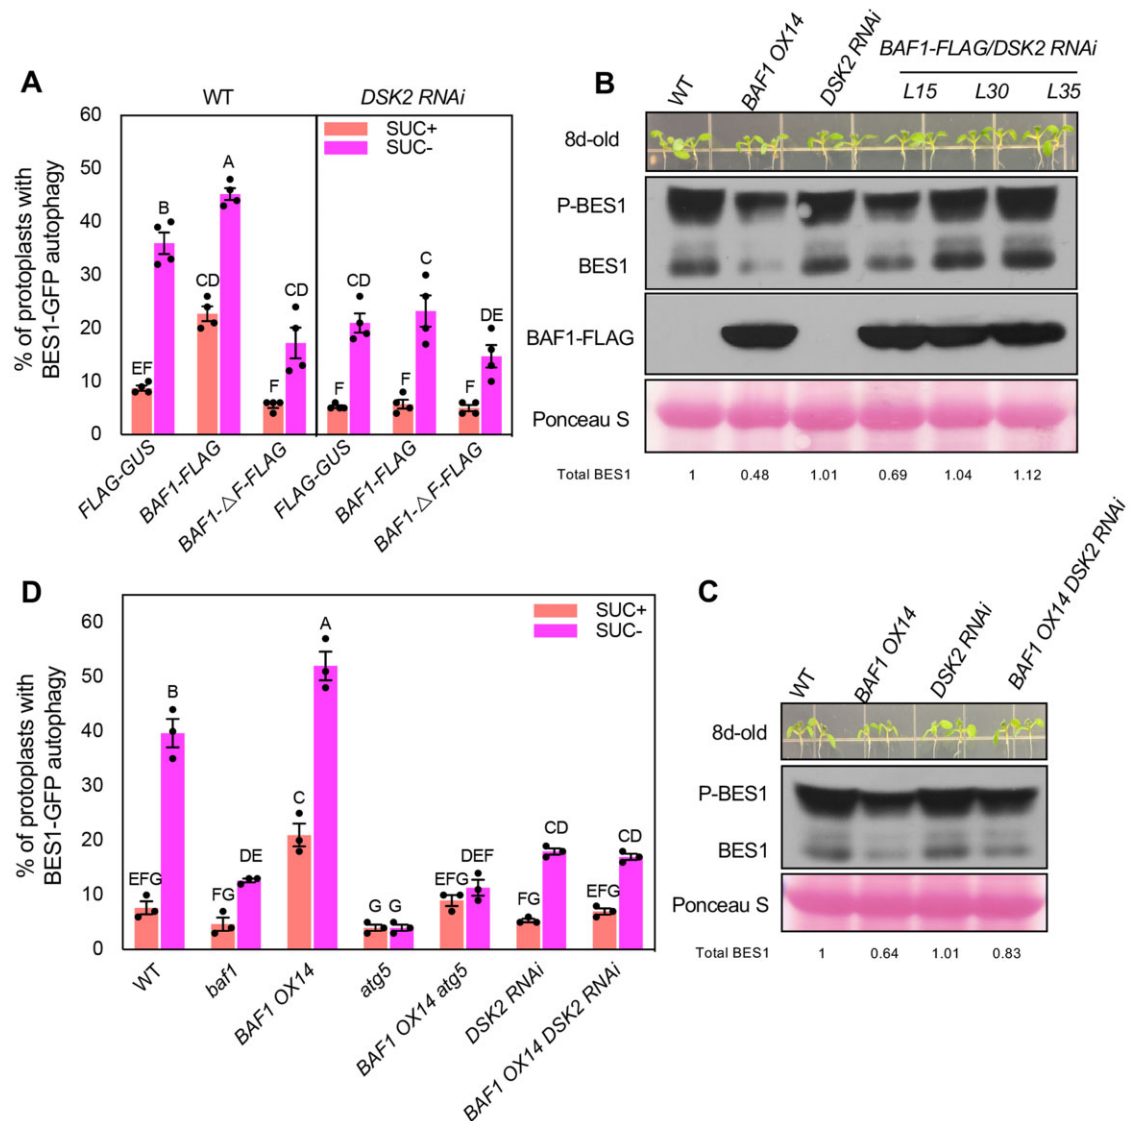 A
WT
DSK2 RNAi
SUC+
SUC-
% of protoplasts with
BES1-GFP autophagy
60
50
40
30
20
10
0
EF
B
CD
A
F
CD
F
CD
F
C
F
DE
FLAG-GUS
BAF1-FLAG
BAF1-△F-FLAG
FLAG-GUS
BAF1-FLAG
BAF1-△F-FLAG
B
WT
BAF1 OX14
DSK2 RNAi
BAF1-FLAG/DSK2 RNAi
L15
L30
L35
8d-old
P-BES1
BES1
BAF1-FLAG
Ponceau S
Total BES1 1 0.48 1.01 0.69 1.04 1.12
D
SUC+
SUC-
% of protoplasts with
BES1-GFP autophagy
60
50
40
30
20
10
0
EFG
B
FG
DE
C
A
G
G
EFG
DEF
FG
CD
EFG
CD
WT
baf1
BAF1 OX14
atg5
BAF1 OX14 atg5
DSK2 RNAi
BAF1 OX14 DSK2 RNAi
C
WT
BAF1 OX14
DSK2 RNAi
BAF1 OX14 DSK2 RNAi
8d-old
P-BES1
BES1
Ponceau S
Total BES1 1 0.64 1.01 0.83